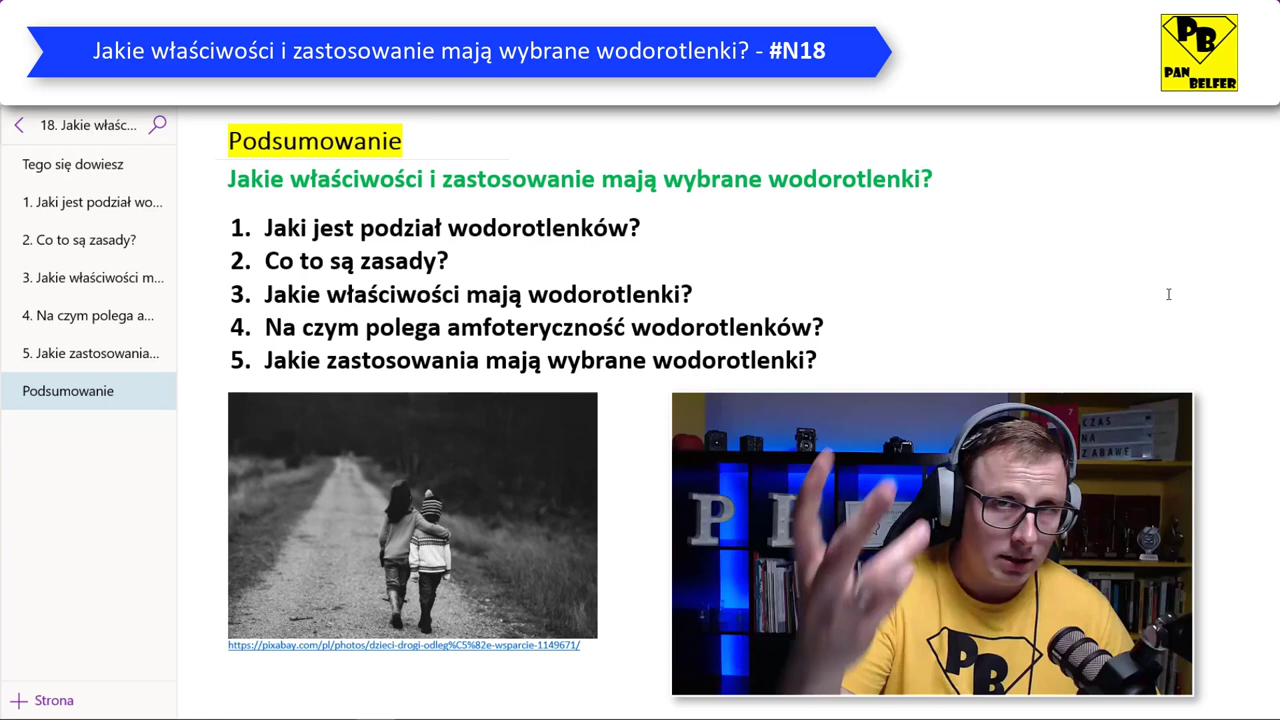 Jakie właściwości i zastosowanie mają wybrane wodorotlenki? - #N18
PB
PAN
BELFER
18. Jakie właśc...
Tego się dowiesz
1. Jaki jest podział wo...
2. Co to są zasady?
3. Jakie właściwości m...
4. Na czym polega a...
5. Jakie zastosowania...
Podsumowanie
Strona
Podsumowanie
Jakie właściwości i zastosowanie mają wybrane wodorotlenki?
1. Jaki jest podział wodorotlenków?
2. Co to są zasady?
3. Jakie właściwości mają wodorotlenki?
4. Na czym polega amfoteryczność wodorotlenków?
5. Jakie zastosowania mają wybrane wodorotlenki?
https://pixabay.com/pl/photos/dzieci-drogi-odleg%C5%82e-wsparcie-1149671/
7
CZAS
NA
ZABAWE
P
PB